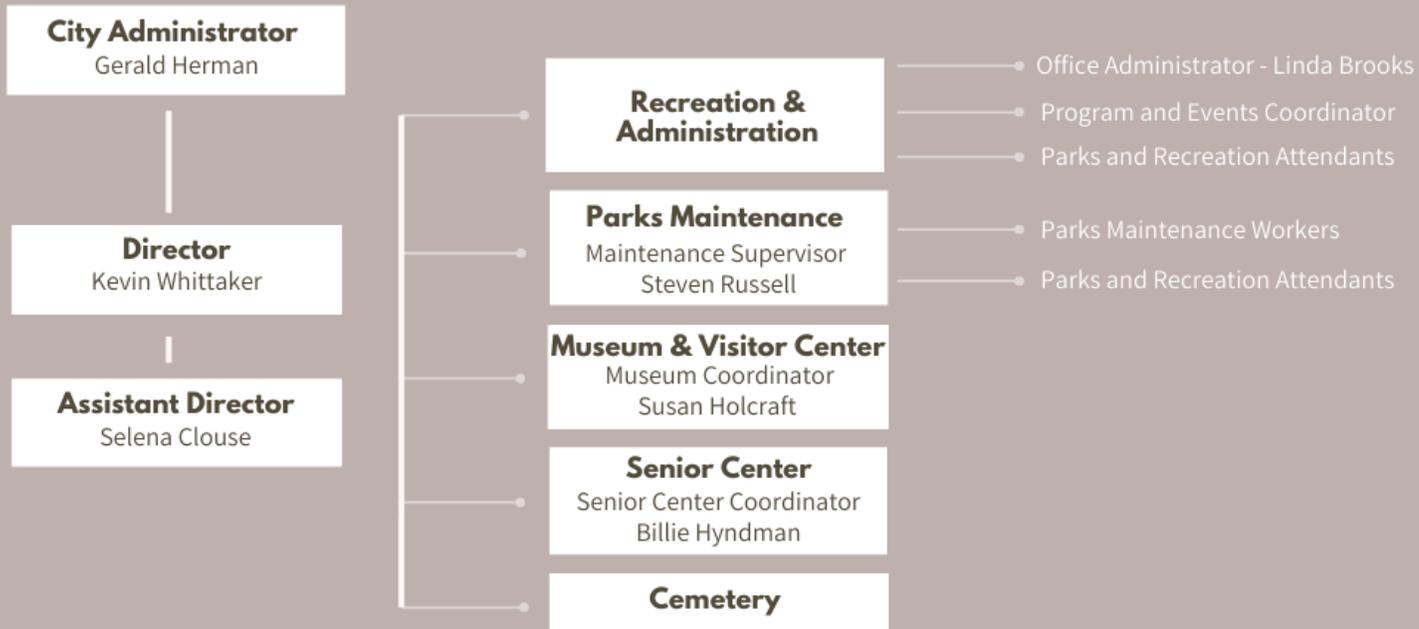 City Administrator
Gerald Herman
Director
Kevin Whittaker
Assistant Director
Selena Clouse
Recreation &
Administration
Office Administrator - Linda Brooks
Program and Events Coordinator
Parks and Recreation Attendants
Parks Maintenance
Maintenance Supervisor
Steven Russell
Parks Maintenance Workers
Parks and Recreation Attendants
Museum & Visitor Center
Museum Coordinator
Susan Holcraft
Senior Center
Senior Center Coordinator
Billie Hyndman
Cemetery